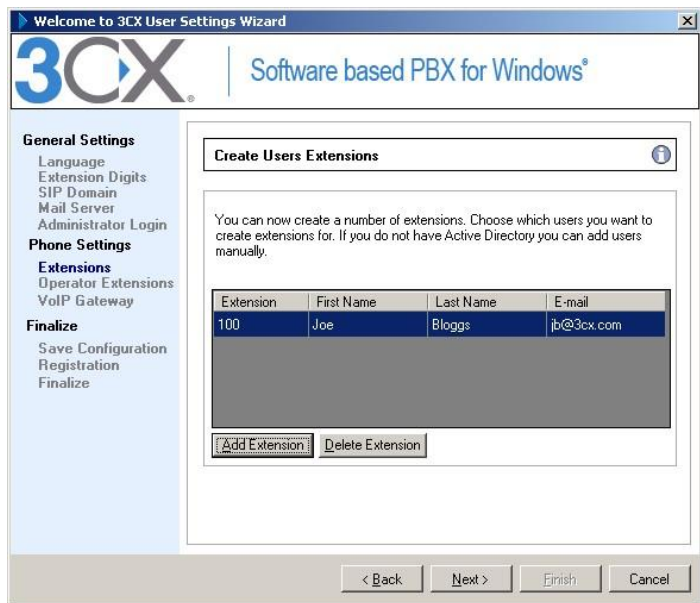 Welcome to 3CX User Settings Wizard
3CX®
Software based PBX for Windows®
General Settings
Language
Extension Digits
SIP Domain
Mail Server
Administrator Login
Phone Settings
Extensions
Operator Extensions
VoIP Gateway
Finalize
Save Configuration
Registration
Finalize
Create Users Extensions
You can now create a number of extensions. Choose which users you want to
create extensions for. If you do not have Active Directory you can add users
manually.
Extension First Name Last Name E-mail
100 Joe Bloggs jb@3cx.com
Add Extension Delete Extension
< Back Next > Finish Cancel